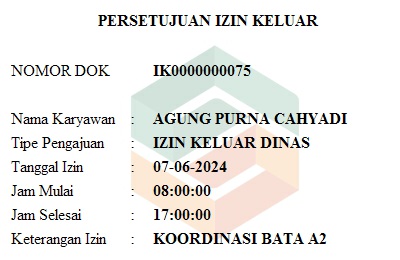 PERSETUJUAN IZIN KELUAR
NOMOR DOK IK0000000075
Nama Karyawan : AGUNG PURNA CAHYADI
Tipe Pengajuan : IZIN KELUAR DINAS
Tanggal Izin : 07-06-2024
Jam Mulai : 08:00:00
Jam Selesai : 17:00:00
Keterangan Izin : KOORDINASI BATA A2